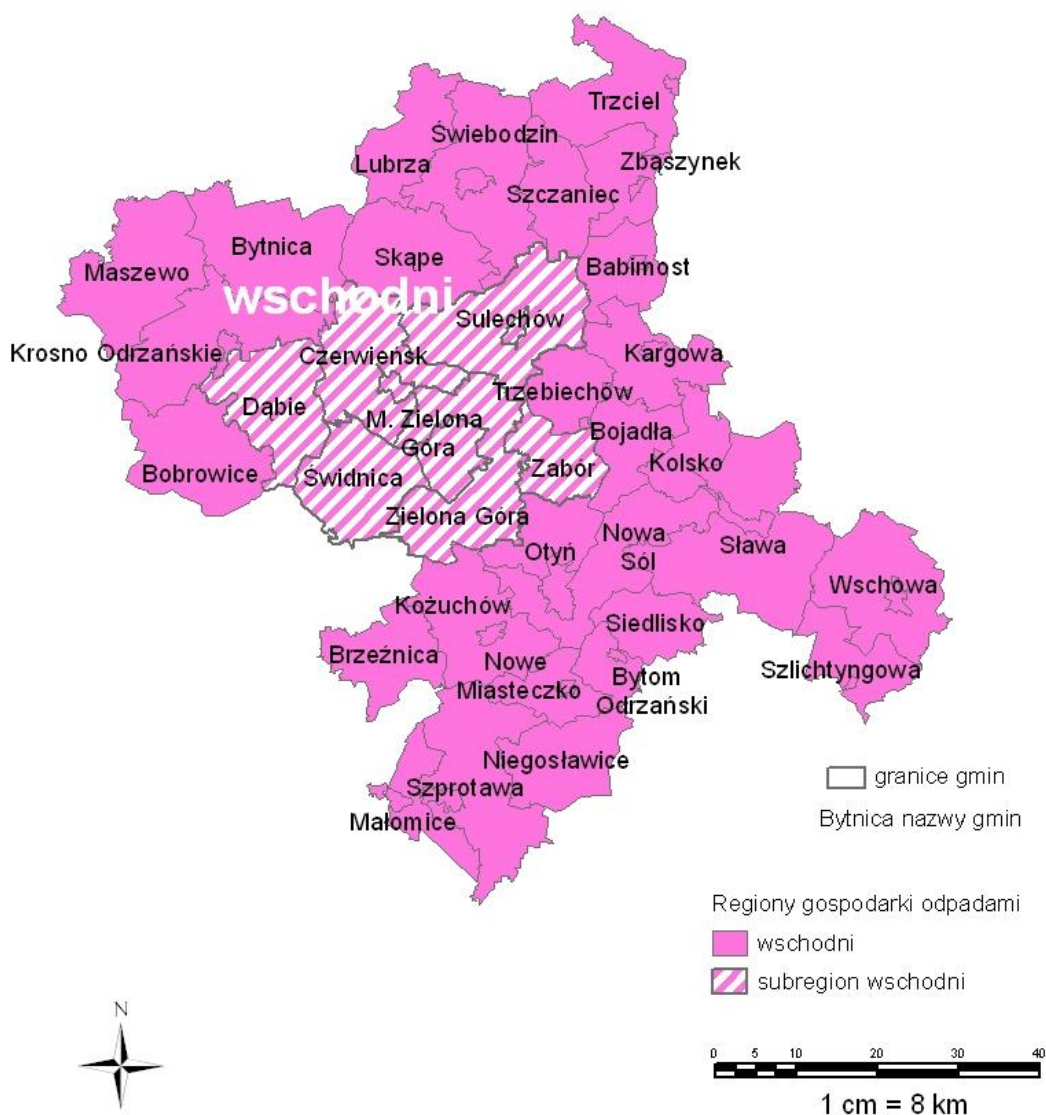 Trzciel
Świebodzin
Lubrza
Zbąszynek
Szczaniec
Bytnica
Skąpe
Maszewo
Babimost
wschodni
Sulechów
Krosno Odrzańskie
Czerwieńsk
Kargowa
Trzebiechów
Dąbie
M. Zielona
Góra
Bojadła
Bobrowice
Świdnica
Zabór
Kolsko
Zielona Góra
Otyń
Nowa
Sól
Sława
Wschowa
Kożuchów
Siedlisko
Brzeźnica
Nowe
Miasteczko
Bytom
Odrzański
Szlichtyngowa
Niegosławice
Szprotawa
Małomice
granice gmin
Bytnica nazwy gmin
Regiony gospodarki odpadami
wschodni
subregion wschodni
N
0 5 10 20 30 40
1 cm = 8 km